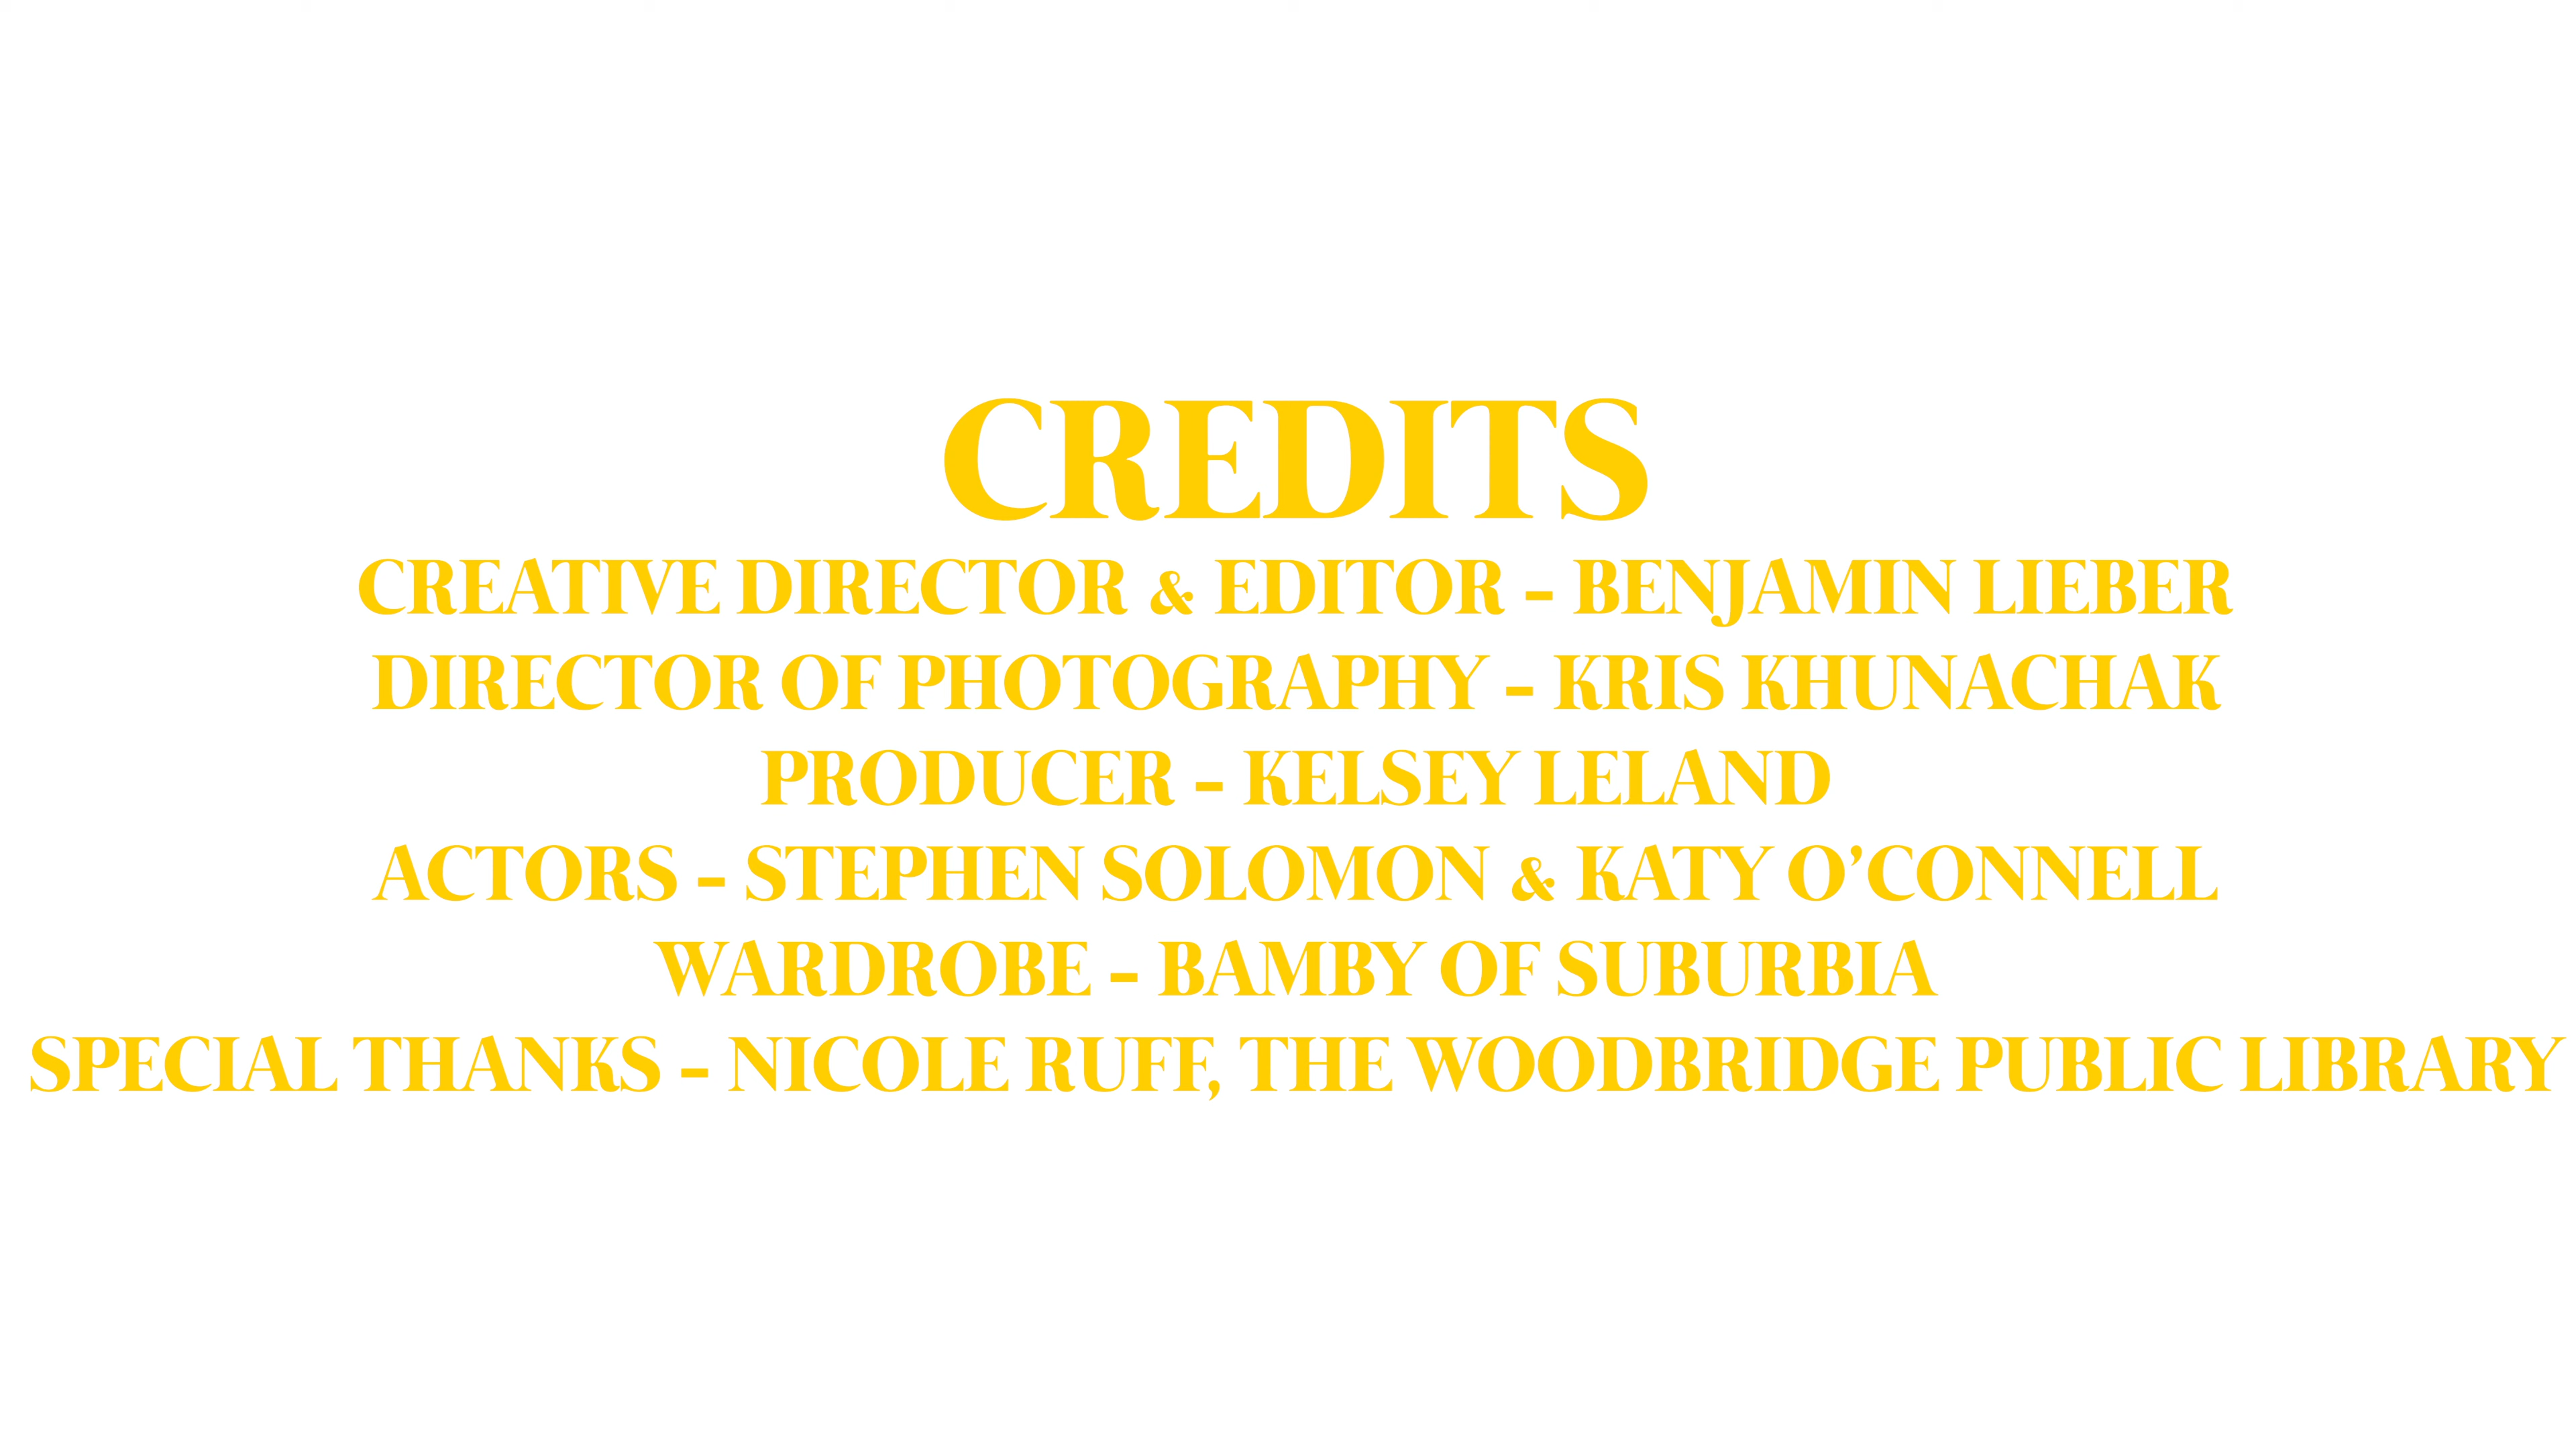 CREDITS
CREATIVE DIRECTOR & EDITOR - BENJAMIN LIEBER
DIRECTOR OF PHOTOGRAPHY - KRIS KHUNACHAK
PRODUCER - KELSEY LELAND
ACTORS - STEPHEN SOLOMON & KATY O’CONNELL
WARDROBE - BAMBY OF SUBURBIA
SPECIAL THANKS - NICOLE RUFF, THE WOODBRIDGE PUBLIC LIBRARY